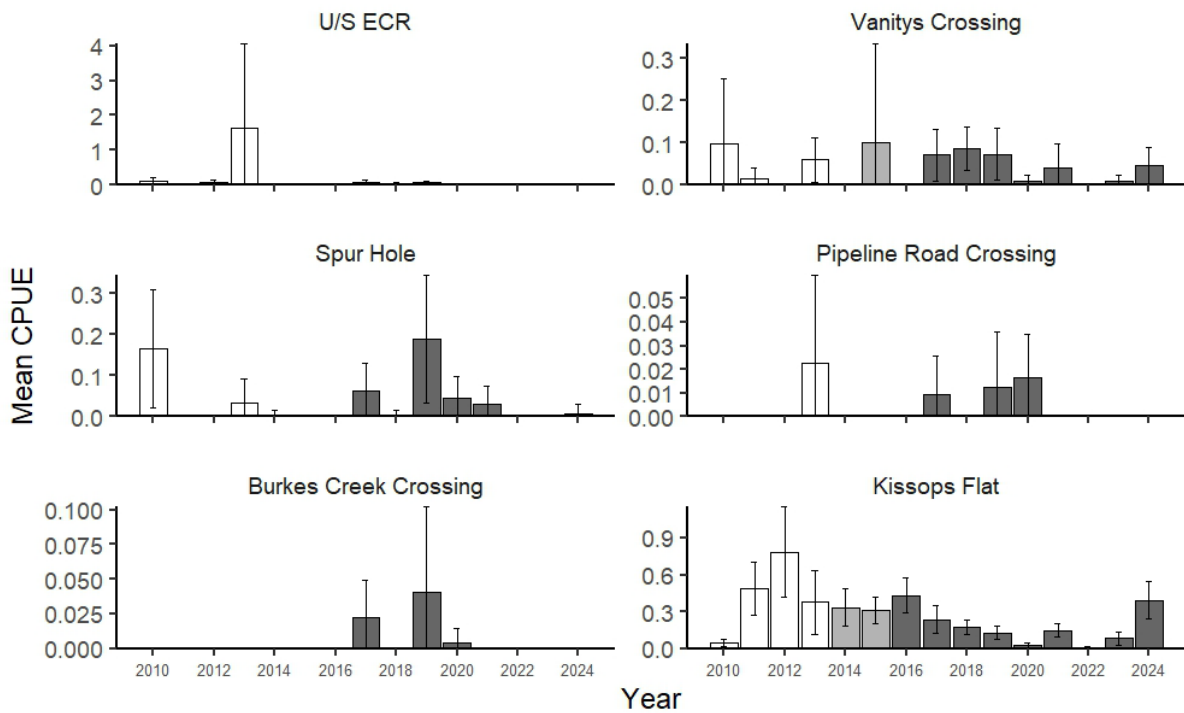 U/S ECR
4
3
2
1
0
Vanitys Crossing
0.3
0.2
0.1
0.0
Spur Hole
0.3
0.2
0.1
0.0
Pipeline Road Crossing
0.05
0.04
0.03
0.02
0.01
0.00
Mean CPUE
Burkes Creek Crossing
0.100
0.075
0.050
0.025
0.000
2010 2012 2014 2016 2018 2020 2022 2024
Kissops Flat
0.9
0.6
0.3
0.0
2010 2012 2014 2016 2018 2020 2022 2024
Year